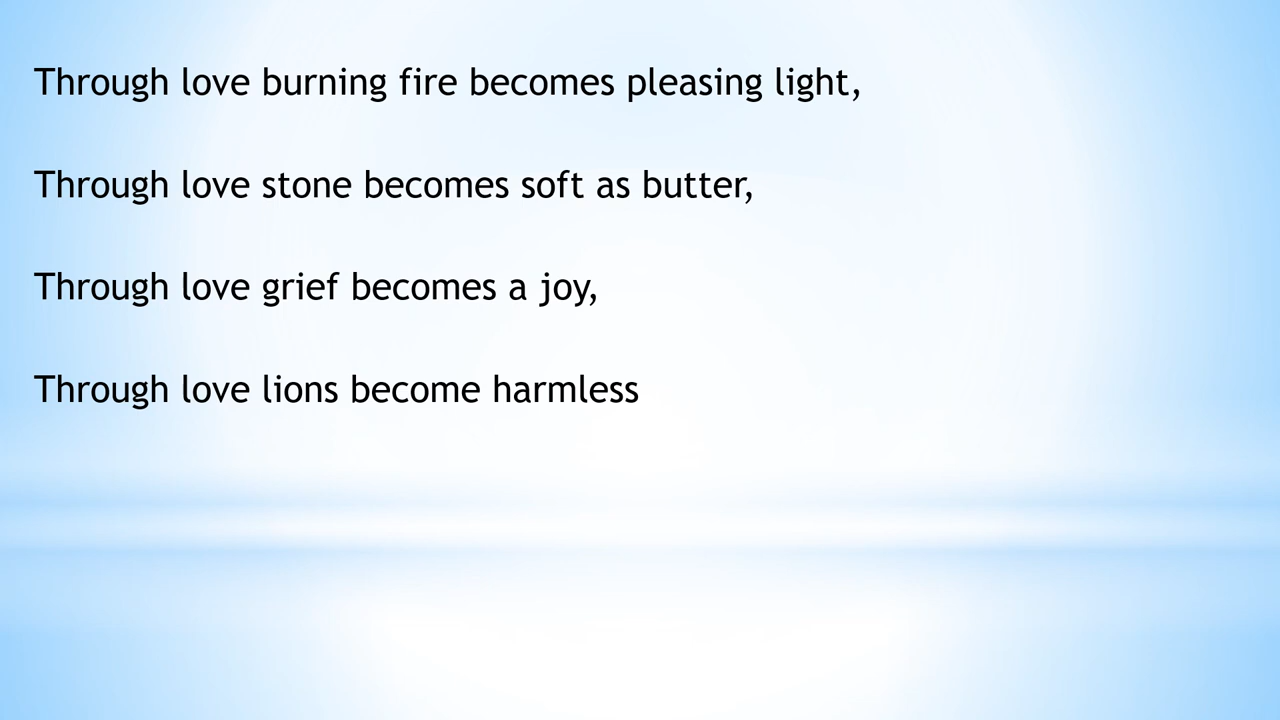 Through love burning fire becomes pleasing light,
Through love stone becomes soft as butter,
Through love grief becomes a joy,
Through love lions become harmless